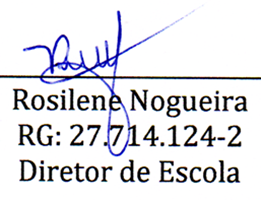 Rosilene Nogueira
RG: 27.714.124-2
Diretor de Escola